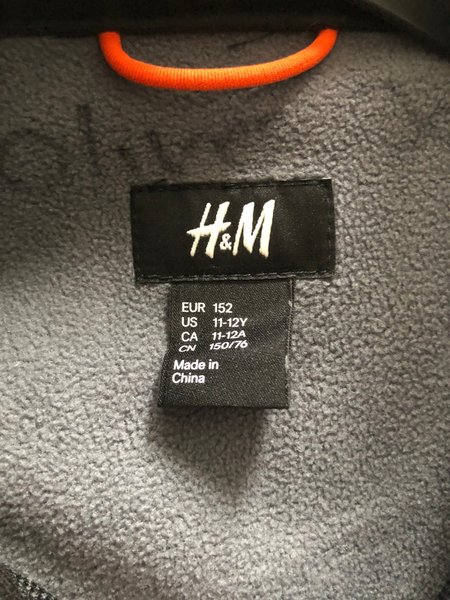 H&M
EUR 152
US 11-12Y
CA 11-12A
CN 150/76
Made in
China